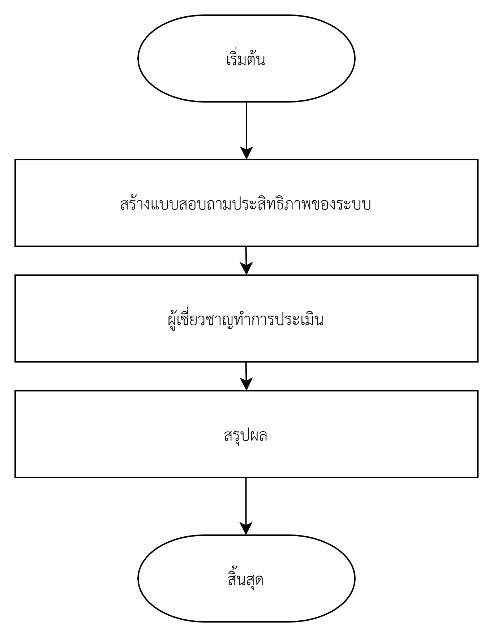 เริ่มต้น
สร้างแบบสอบถามประสิทธิภาพของระบบ
ผู้เชี่ยวชาญทำการประเมิน
สรุปผล
สิ้นสุด